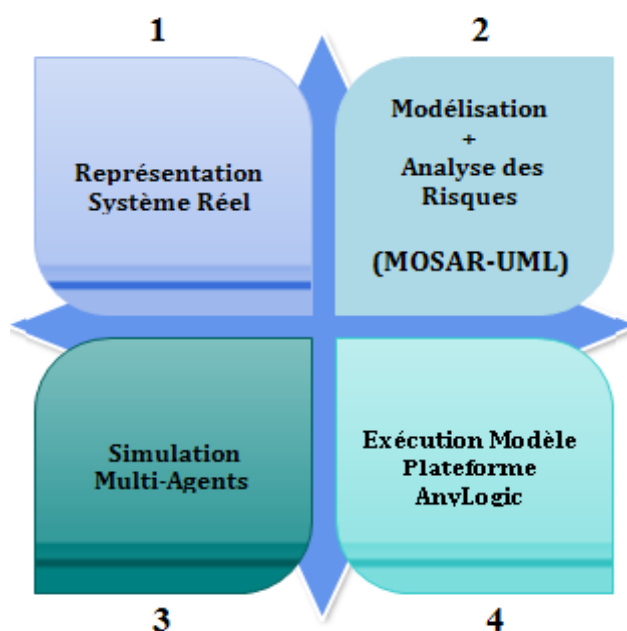 1
2
Représentation
Système Réel
Modélisation
+
Analyse des
Risques
(MOSAR-UML)
Simulation
Multi-Agents
Exécution Modèle
Plateforme
AnyLogic
3
4